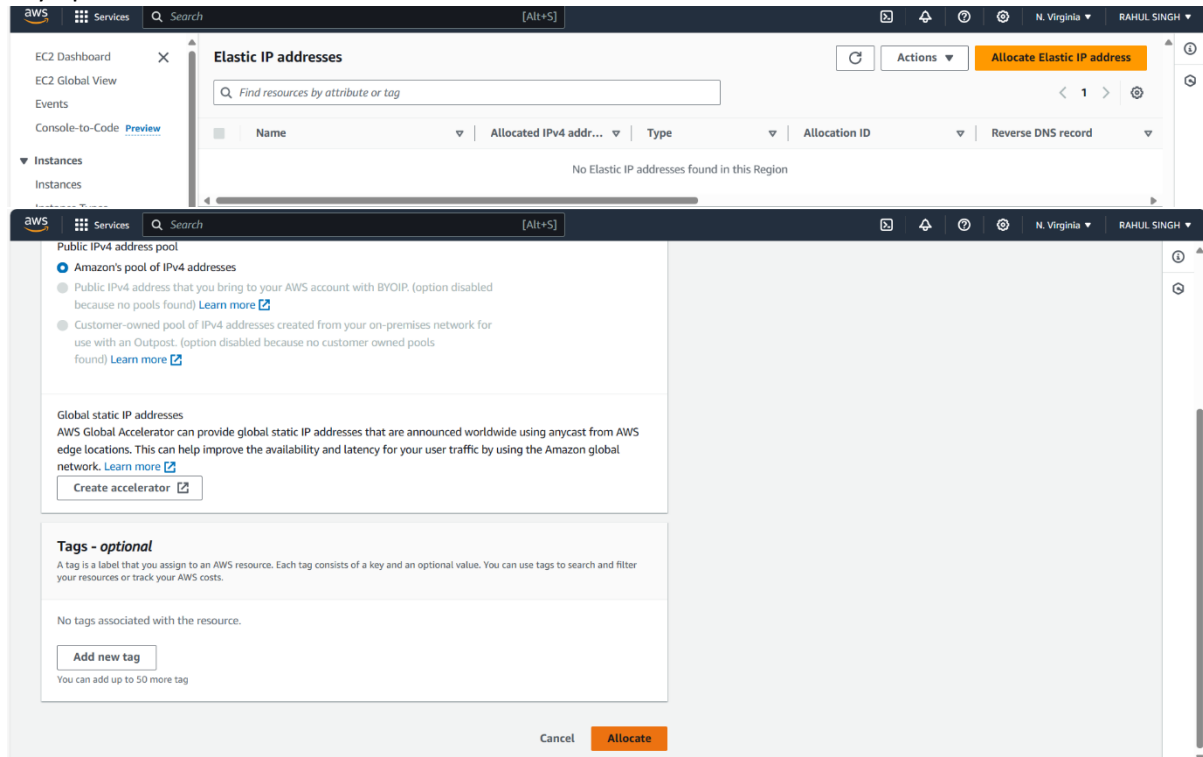 aws
Services
Search
[Alt+S]
N. Virginia
RAHUL SINGH
EC2 Dashboard
EC2 Global View
Events
Console-to-Code Preview
Instances
Instances
Elastic IP addresses
Actions
Allocate Elastic IP address
Find resources by attribute or tag
1
Name
Allocated IPv4 addr...
Type
Allocation ID
Reverse DNS record
No Elastic IP addresses found in this Region
aws
Services
Search
[Alt+S]
N. Virginia
RAHUL SINGH
Public IPv4 address pool
Amazon's pool of IPv4 addresses
Public IPv4 address that you bring to your AWS account with BYOIP. (option disabled
because no pools found) Learn more
Customer-owned pool of IPv4 addresses created from your on-premises network for
use with an Outpost. (option disabled because no customer owned pools
found) Learn more
Global static IP addresses
AWS Global Accelerator can provide global static IP addresses that are announced worldwide using anycast from AWS
edge locations. This can help improve the availability and latency for your user traffic by using the Amazon global
network. Learn more
Create accelerator
Tags - optional
A tag is a label that you assign to an AWS resource. Each tag consists of a key and an optional value. You can use tags to search and filter
your resources or track your AWS costs.
No tags associated with the resource.
Add new tag
You can add up to 50 more tag
Cancel
Allocate